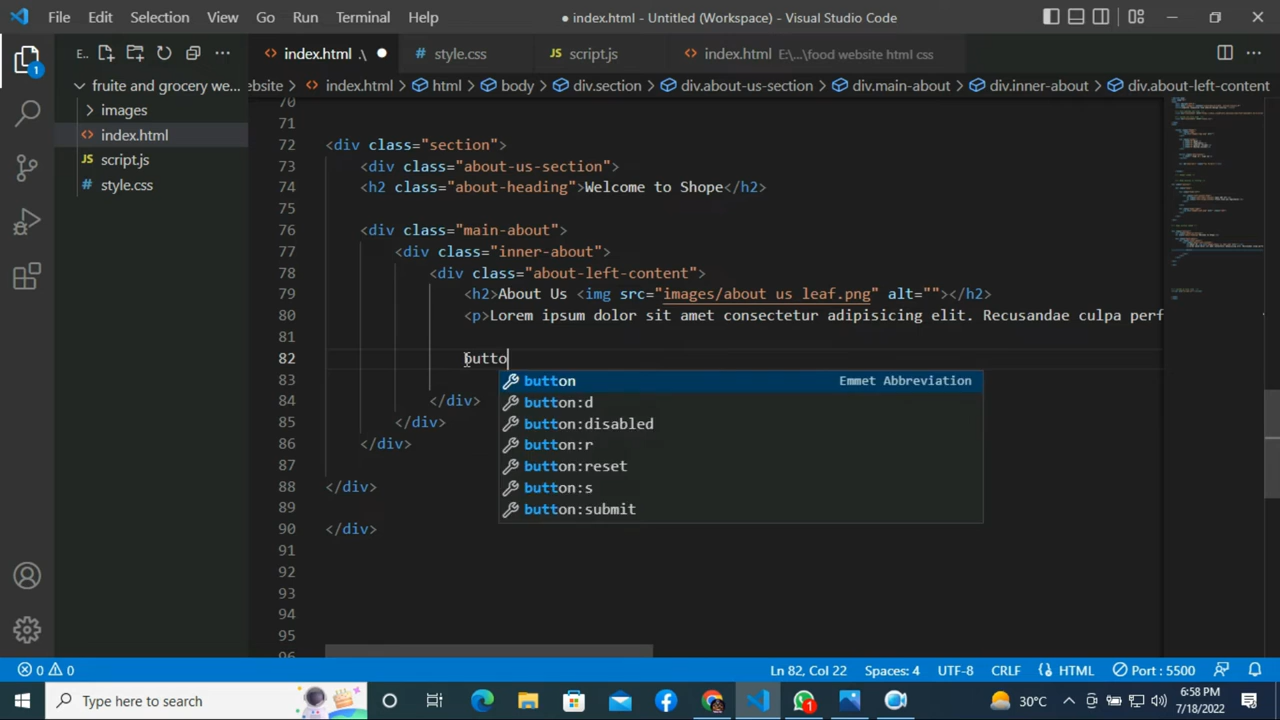 File Edit Selection View Go Run Terminal Help
● index.html - Untitled (Workspace) - Visual Studio Code
E.. ...
index.html .\ ●
style.css
script.js
index.html E:\...\food website html css
fruite and grocery we...
ebsite > index.html > html > body > div.section > div.about-us-section > div.main-about > div.inner-about > div.about-left-content
images
index.html
script.js
style.css
1
70
71
72 <div class="section">
73 <div class="about-us-section">
74 <h2 class="about-heading">Welcome to Shope</h2>
75
76 <div class="main-about">
77 <div class="inner-about">
78 <div class="about-left-content">
79 <h2>About Us <img src="images/about us leaf.png" alt=""></h2>
80 <p>Lorem ipsum dolor sit amet consectetur adipisicing elit. Recusandae culpa perf
81
82 butto
83
84 </div>
85 </div>
86 </div>
87
88 </div>
89
90 </div>
91
92
93
94
95
96
button Emmet Abbreviation
button:d
button:disabled
button:r
button:reset
button:s
button:submit
0 0 Ln 82, Col 22 Spaces: 4 UTF-8 CRLF HTML Port : 5500
Type here to search
1
30°C
6:58 PM
7/18/2022